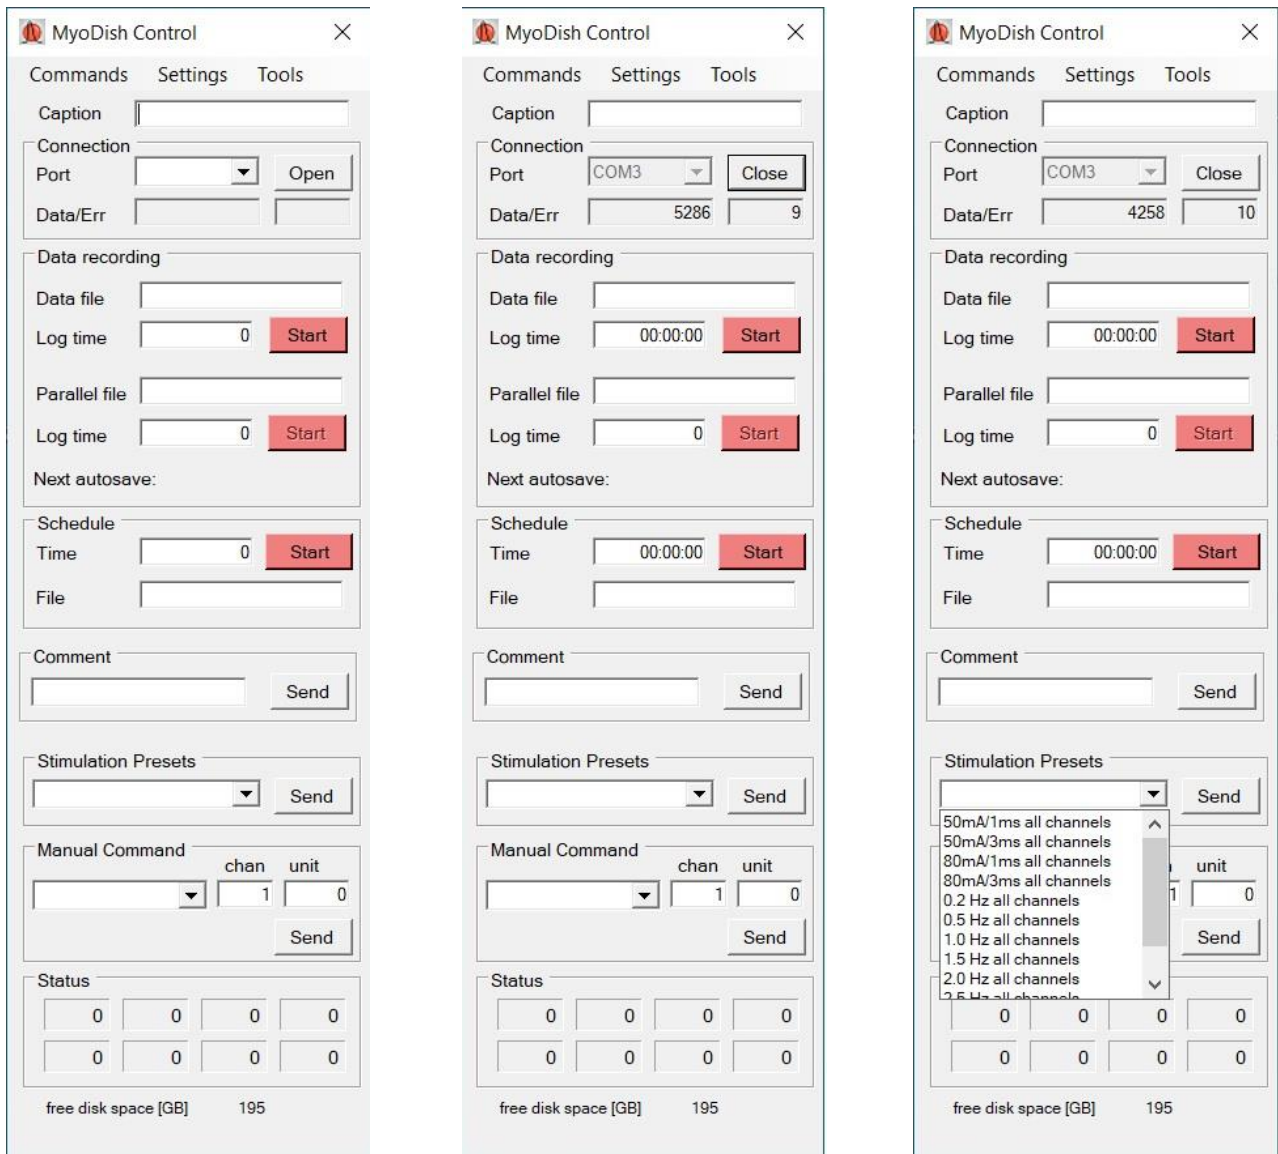 MyoDish Control
Commands Settings Tools
Caption
Connection
Port Open
Data/Err
Data recording
Data file
Log time 0 Start
Parallel file
Log time 0 Start
Next autosave:
Schedule
Time 0 Start
File
Comment
Send
Stimulation Presets
Send
Manual Command
chan unit
1 0
Send
Status
0 0 0 0
0 0 0 0
free disk space [GB] 195
MyoDish Control
Commands Settings Tools
Caption
Connection
Port COM3 Close
Data/Err 5286 9
Data recording
Data file
Log time 00:00:00 Start
Parallel file
Log time 0 Start
Next autosave:
Schedule
Time 00:00:00 Start
File
Comment
Send
Stimulation Presets
Send
Manual Command
chan unit
1 0
Send
Status
0 0 0 0
0 0 0 0
free disk space [GB] 195
MyoDish Control
Commands Settings Tools
Caption
Connection
Port COM3 Close
Data/Err 4258 10
Data recording
Data file
Log time 00:00:00 Start
Parallel file
Log time 0 Start
Next autosave:
Schedule
Time 00:00:00 Start
File
Comment
Send
Stimulation Presets
Send
50mA/1ms all channels
50mA/3ms all channels
80mA/1ms all channels
80mA/3ms all channels
unit
0.2 Hz all channels
1 0
0.5 Hz all channels
1.0 Hz all channels
Send
1.5 Hz all channels
2.0 Hz all channels
2.5 Hz all channels
0 0 0 0
0 0 0 0
free disk space [GB] 195